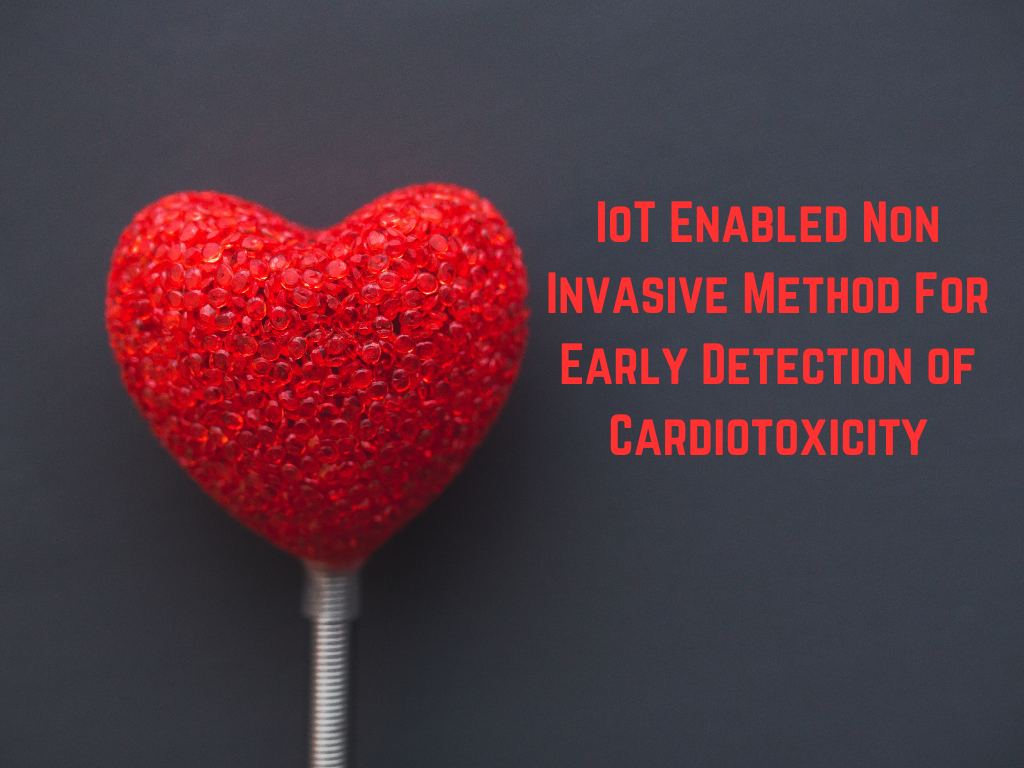 IoT Enabled Non
Invasive Method For
Early Detection of
Cardiotoxicity